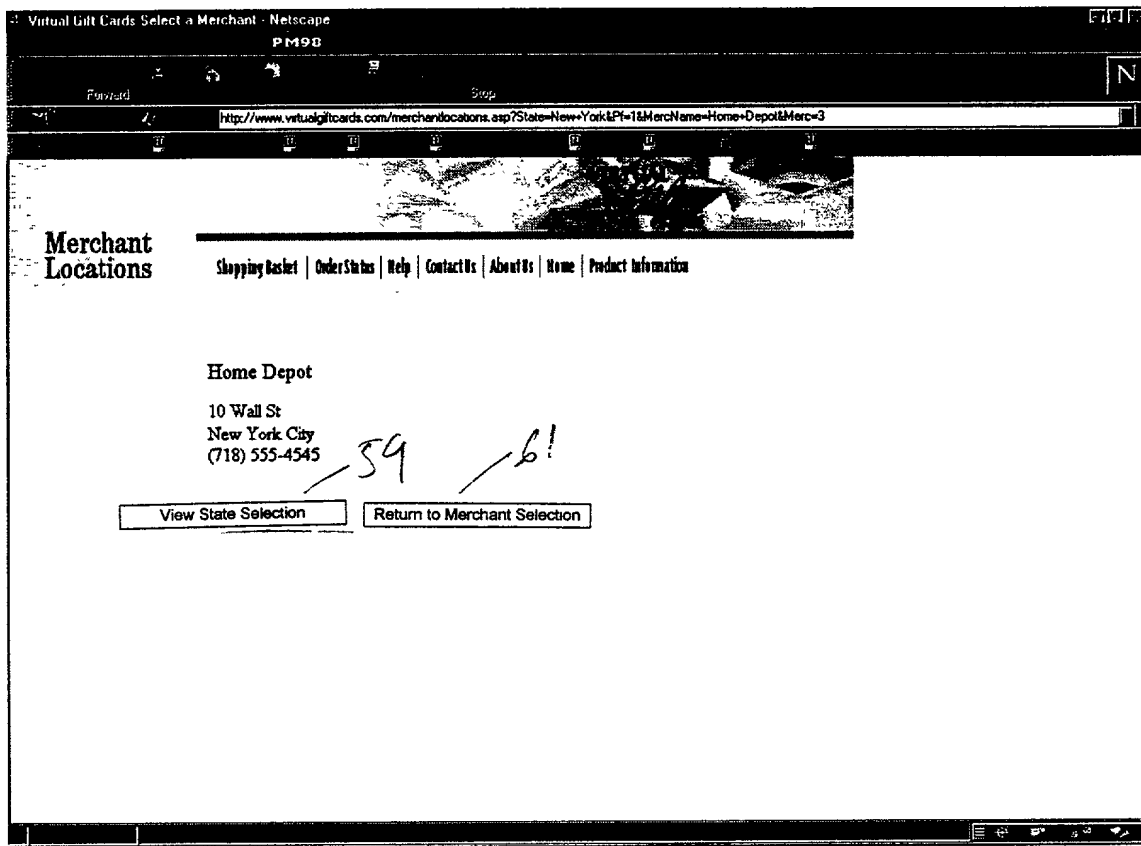 Virtual Gift Cards Select a Merchant - Netscape
PM98
Forward Stop
N
http://www.virtualgiftcards.com/merchantlocations.asp?State=New+York&Pf=1&MercName=Home+Depot&Merc=3
Merchant
Locations
Shopping Basket | Order Status | Help | Contact Us | About Us | Home | Product Information
Home Depot
10 Wall St
New York City
(718) 555-4545
59
61
View State Selection
Return to Merchant Selection